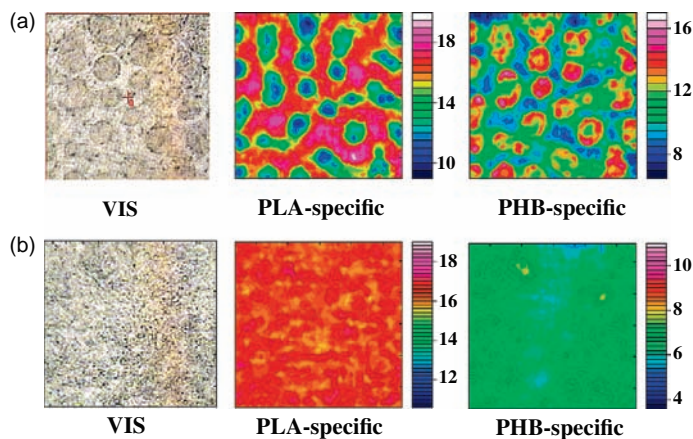 (a)
18
14
10
16
12
8
VIS
PLA-specific
PHB-specific
(b)
18
16
14
12
10
8
6
4
VIS
PLA-specific
PHB-specific